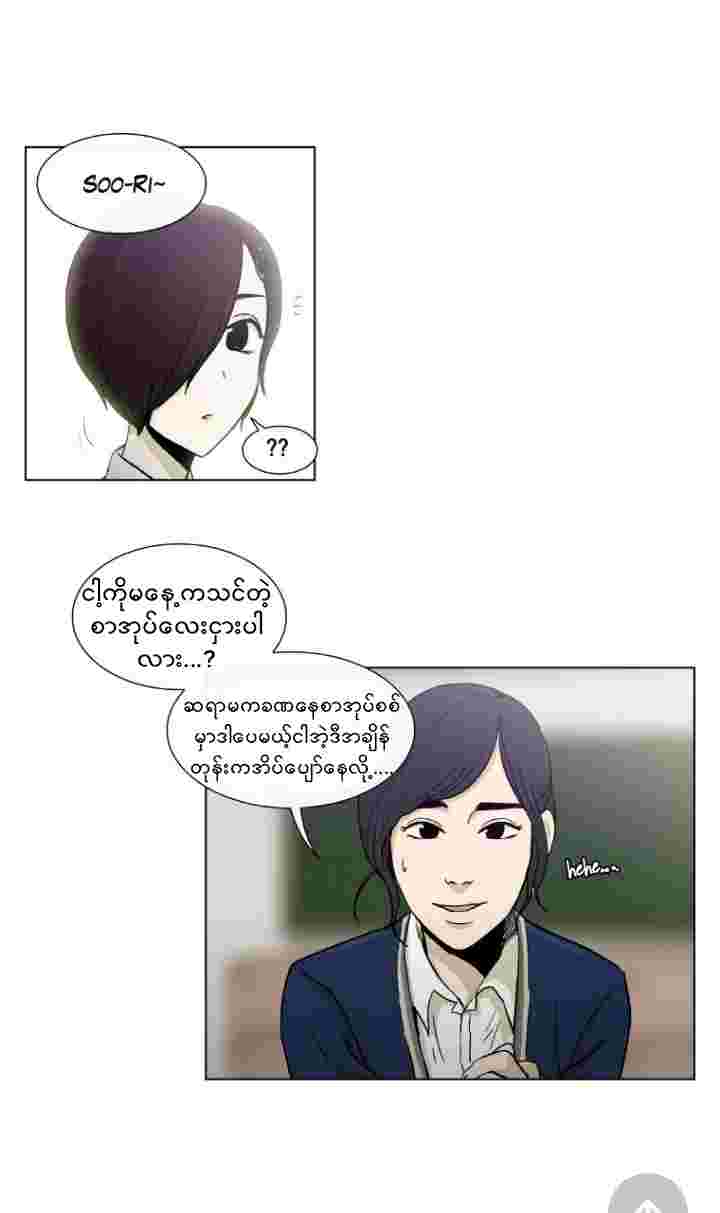 SOO-RI~
??
ငါ့ကိုမနေ့ကသင်တဲ့
စာအုပ်လေးငှားပါ
လား...?
ဆရာမကခဏနေစာအုပ်စစ်
မှာဒါပေမယ့်ငါအဲ့ဒီအချိန်
တုန်းကအိပ်ပျော်နေလို့....
hehe...~